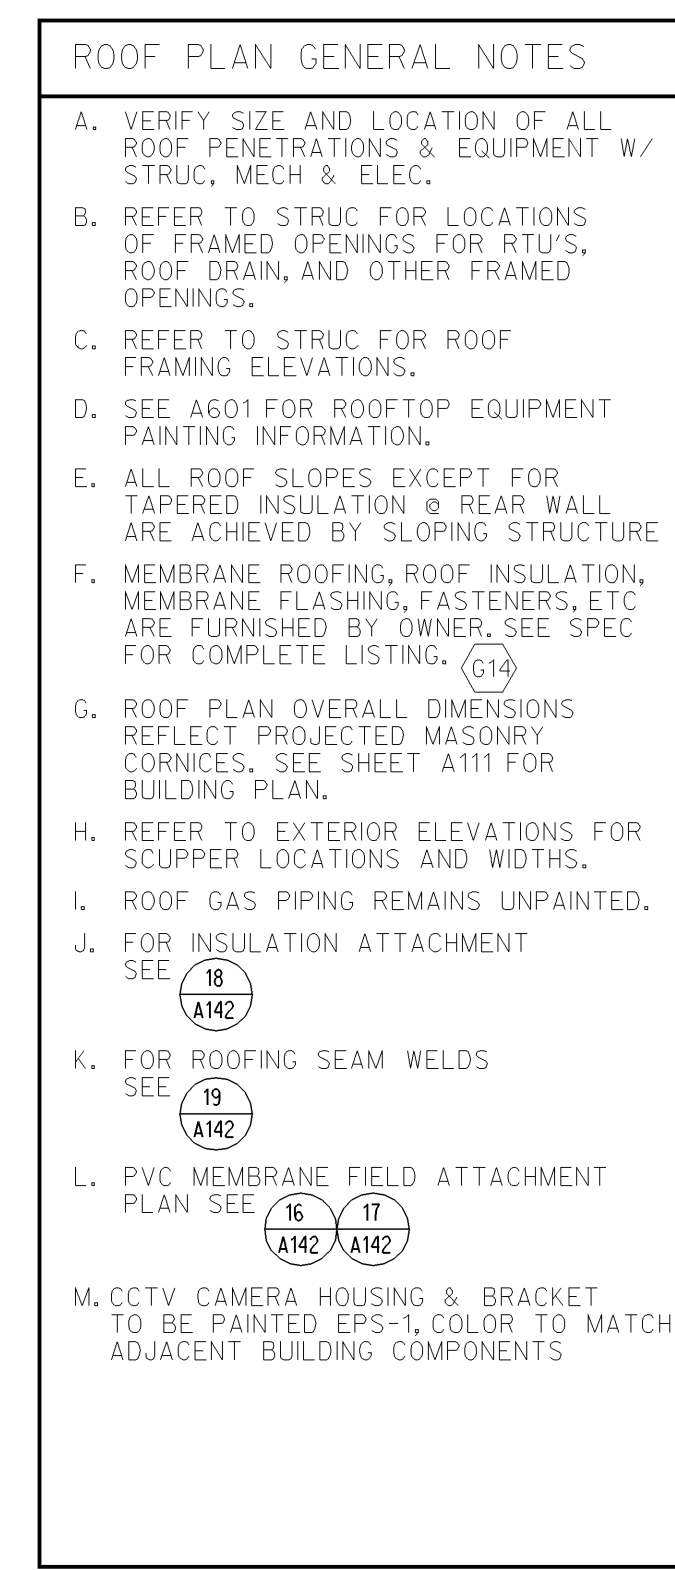 ROOF PLAN GENERAL NOTES
A. VERIFY SIZE AND LOCATION OF ALL
ROOF PENETRATIONS & EQUIPMENT W/
STRUC, MECH & ELEC.
B. REFER TO STRUC FOR LOCATIONS
OF FRAMED OPENINGS FOR RTU'S,
ROOF DRAIN, AND OTHER FRAMED
OPENINGS.
C. REFER TO STRUC FOR ROOF
FRAMING ELEVATIONS.
D. SEE A601 FOR ROOFTOP EQUIPMENT
PAINTING INFORMATION.
E. ALL ROOF SLOPES EXCEPT FOR
TAPERED INSULATION @ REAR WALL
ARE ACHIEVED BY SLOPING STRUCTURE
F. MEMBRANE ROOFING, ROOF INSULATION,
MEMBRANE FLASHING, FASTENERS, ETC
ARE FURNISHED BY OWNER. SEE SPEC
FOR COMPLETE LISTING. G14
G. ROOF PLAN OVERALL DIMENSIONS
REFLECT PROJECTED MASONRY
CORNICES. SEE SHEET A111 FOR
BUILDING PLAN.
H. REFER TO EXTERIOR ELEVATIONS FOR
SCUPPER LOCATIONS AND WIDTHS.
I. ROOF GAS PIPING REMAINS UNPAINTED.
J. FOR INSULATION ATTACHMENT
SEE 18
A142
K. FOR ROOFING SEAM WELDS
SEE 19
A142
L. PVC MEMBRANE FIELD ATTACHMENT
PLAN SEE 16 17
A142 A142
M. CCTV CAMERA HOUSING & BRACKET
TO BE PAINTED EPS-1, COLOR TO MATCH
ADJACENT BUILDING COMPONENTS